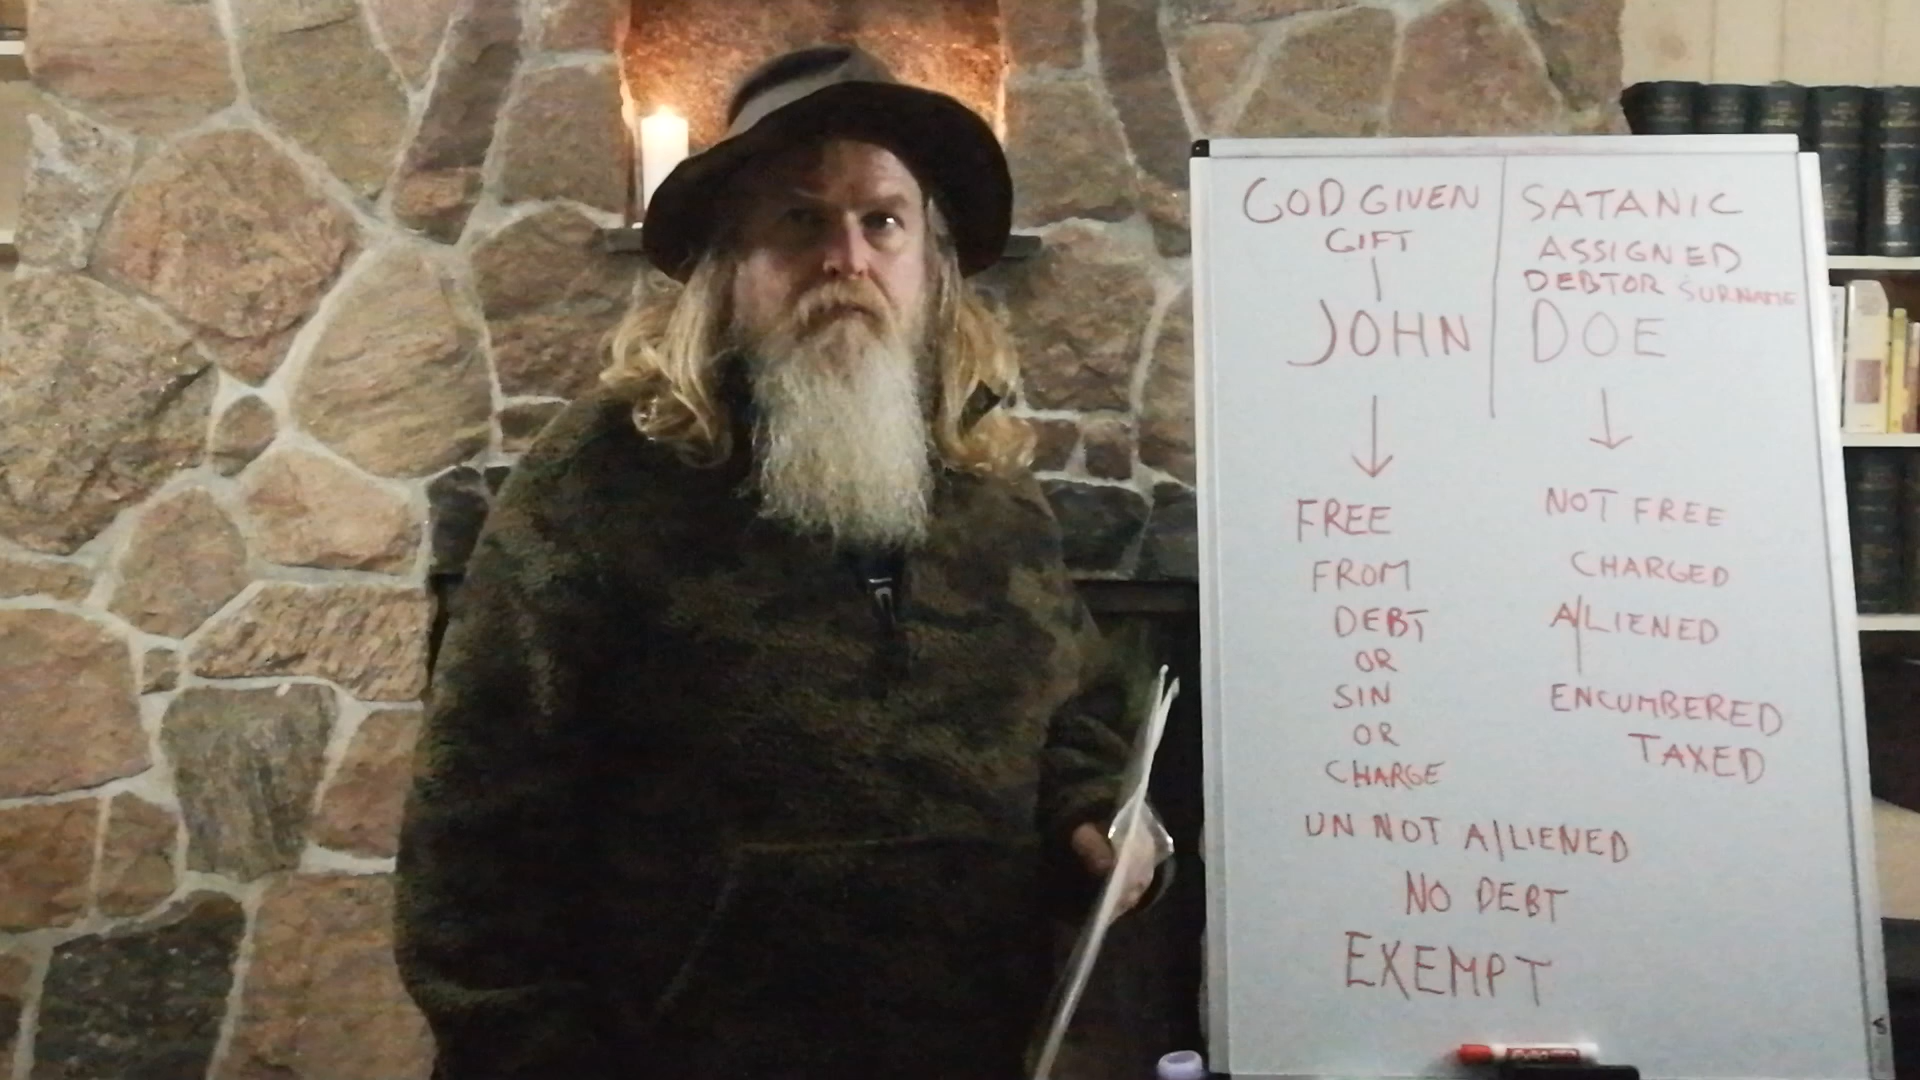 GOD GIVEN
GIFT
JOHN
FREE
FROM
DEBT
OR
SIN
OR
CHARGE
SATANIC
ASSIGNED
DEBTOR SURNAME
DOE
NOT FREE
CHARGED
A/LIENED
ENCUMBERED
TAXED
UN NOT A/LIENED
NO DEBT
EXEMPT